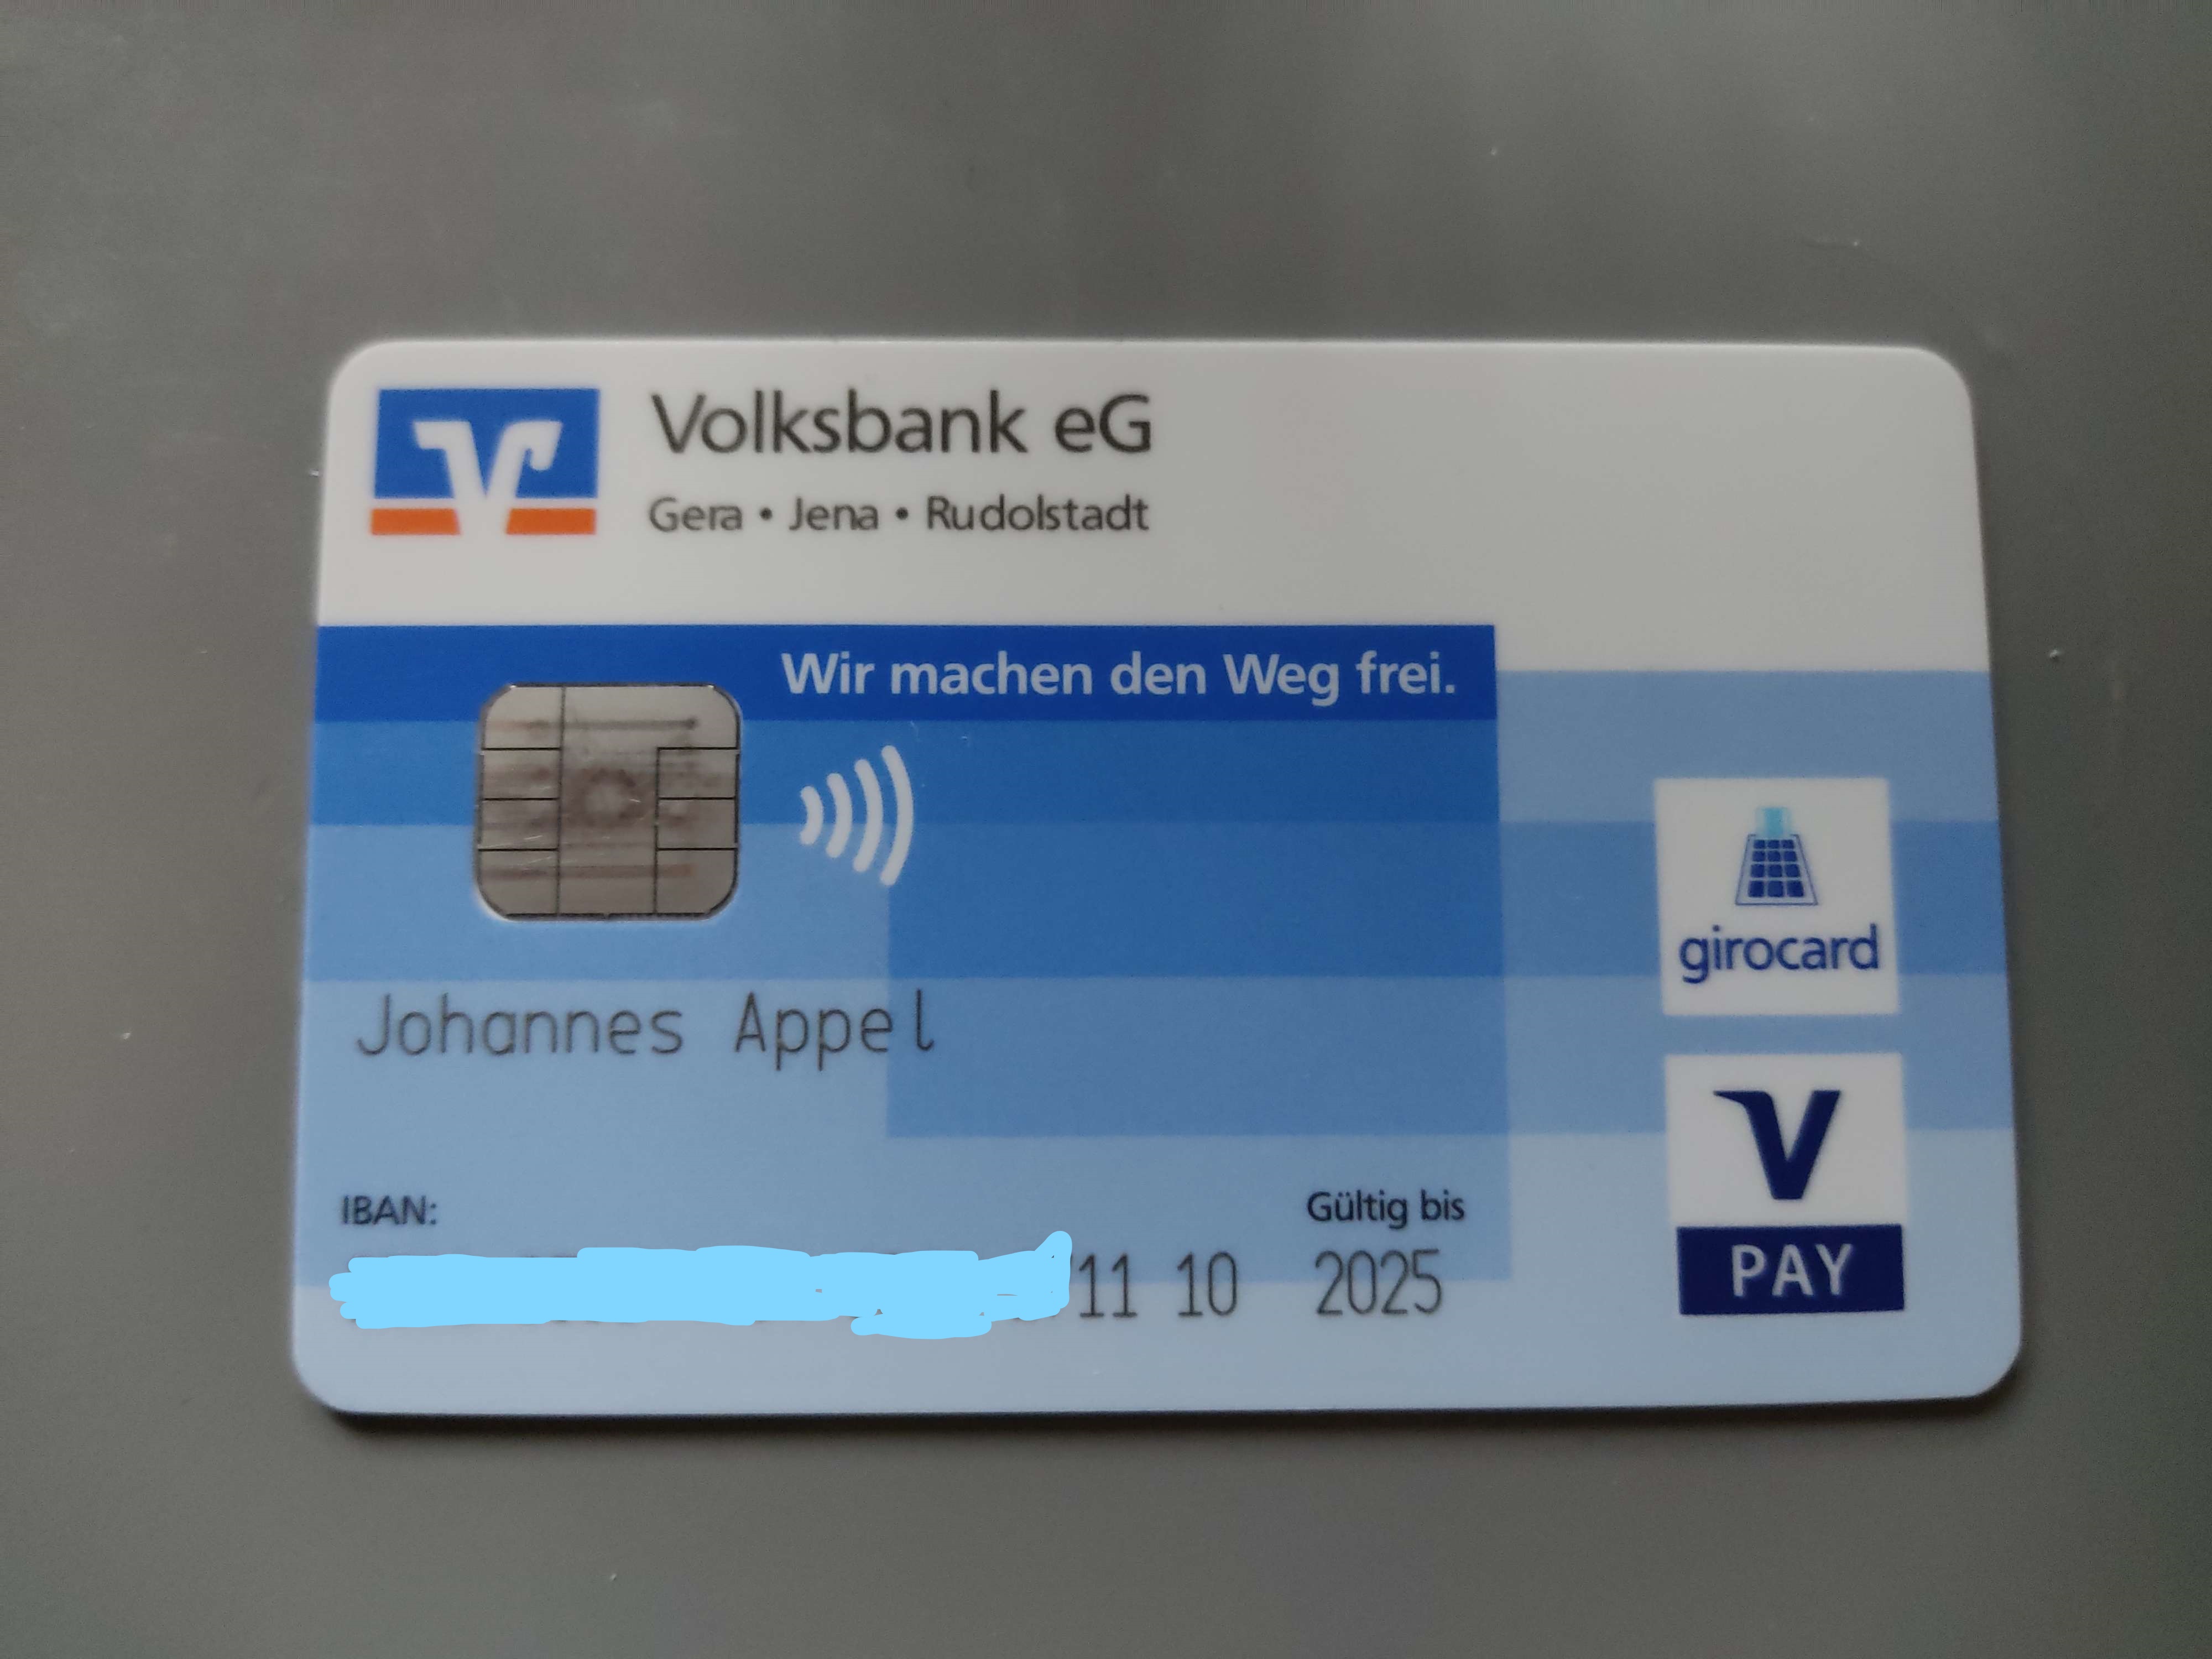 Volksbank eG
Gera • Jena • Rudolstadt
Wir machen den Weg frei.
girocard
Johannes Appel
V
PAY
IBAN:
Gültig bis
11 10 2025